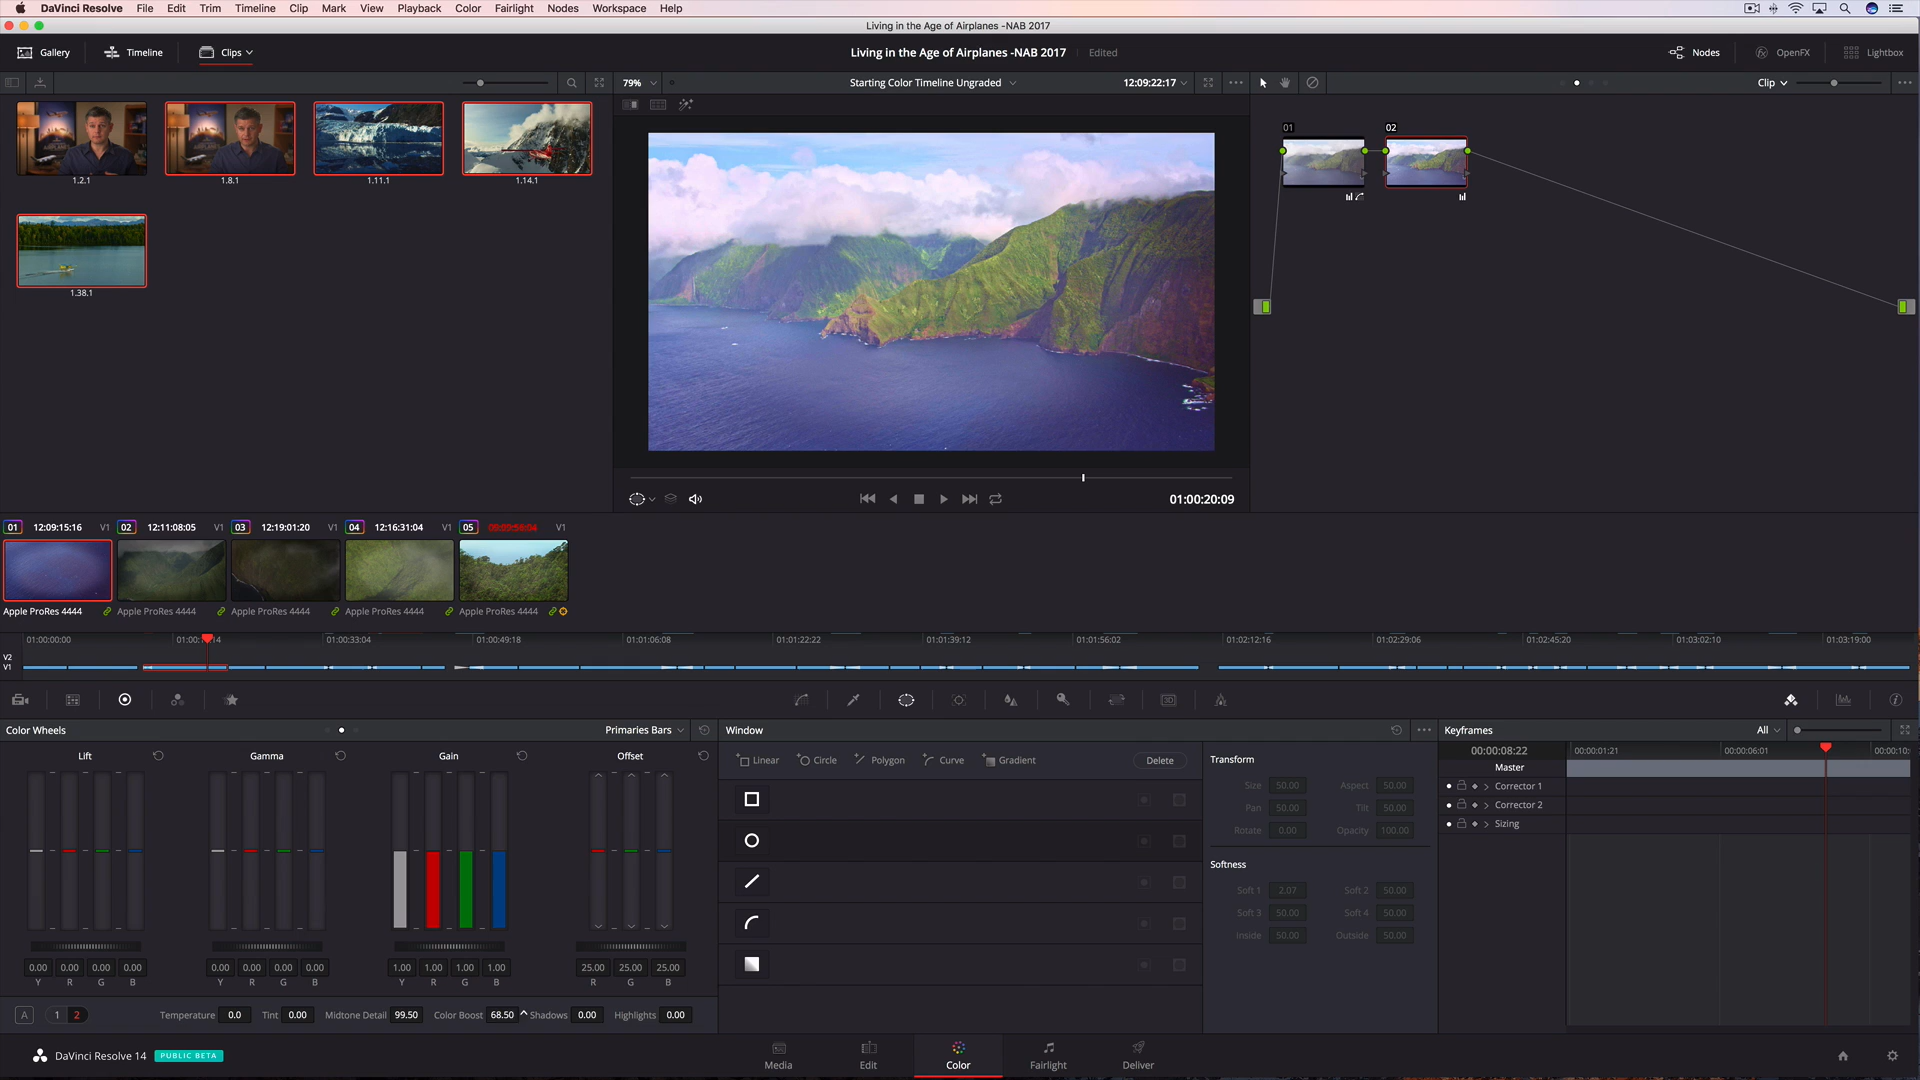 DaVinci Resolve File Edit Trim Timeline Clip Mark View Playback Color Fairlight Nodes Workspace Help
Living in the Age of Airplanes -NAB 2017
Gallery Timeline Clips Living in the Age of Airplanes -NAB 2017 Edited Nodes OpenFX Lightbox
79% Starting Color Timeline Ungraded 12:09:22:17 Clip
01 02
1.2.1 1.8.1 1.11.1 1.14.1
1.38.1
01:00:20:09
01 12:09:15:16 V1 02 12:11:08:05 V1 03 12:19:01:20 V1 04 12:16:31:04 V1 05 V1
Apple ProRes 4444 Apple ProRes 4444 Apple ProRes 4444 Apple ProRes 4444 Apple ProRes 4444
01:00:00:00 01:00:33:04 01:00:49:18 01:01:06:08 01:01:22:22 01:01:39:12 01:01:56:02 01:02:12:16 01:02:29:06 01:02:45:20 01:03:02:10 01:03:19:00
V2
V1
Color Wheels Primaries Bars Window Keyframes All
Lift Gamma Gain Offset
Linear Circle Polygon Curve Gradient Delete
Transform
Size 50.00 Aspect 50.00
Pan 50.00 Tilt 50.00
Rotate 0.00 Opacity 100.00
Softness
Soft 1 2.07 Soft 2 50.00
Soft 3 50.00 Soft 4 50.00
Inside 50.00 Outside 50.00
00:00:08:22 00:00:01:21 00:00:06:01 00:00:10:
Master
Corrector 1
Corrector 2
Sizing
0.00 0.00 0.00 0.00 0.00 0.00 0.00 0.00 1.00 1.00 1.00 1.00 25.00 25.00 25.00
Y R G B Y R G B Y R G B R G B
A 1 2 Temperature 0.0 Tint 0.00 Midtone Detail 99.50 Color Boost 68.50 Shadows 0.00 Highlights 0.00
DaVinci Resolve 14 PUBLIC BETA Media Edit Color Fairlight Deliver